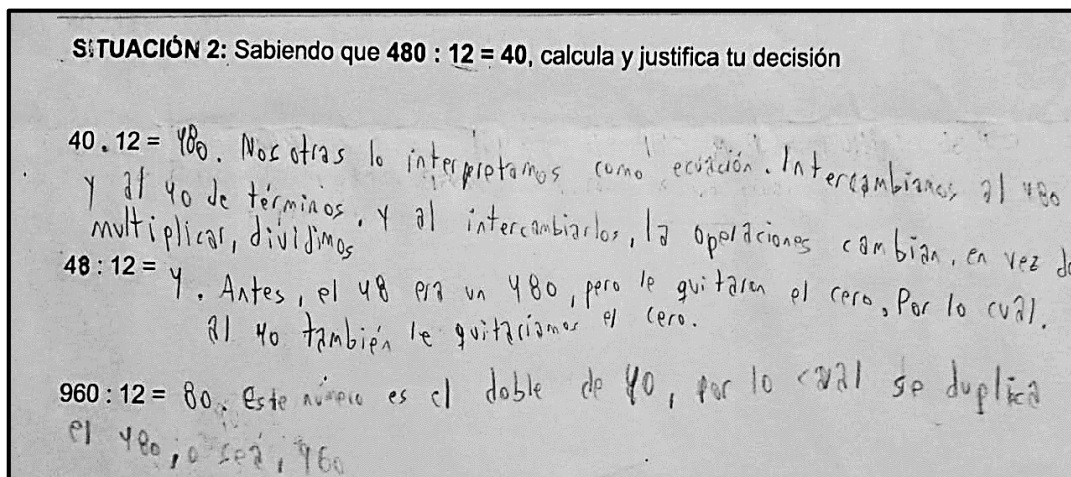 SITUACIÓN 2: Sabiendo que 480 : 12 = 40, calcula y justifica tu decisión
40 . 12 = 480. Nosotras lo interpretamos como ecuación. Intercambiamos al 480
y al 40 de términos. Y al intercambiarlos, la operaciones cambian, en vez de
multiplicar, dividimos
48 : 12 = 4. Antes, el 48 era un 480, pero le quitaron el cero, Por lo cual.
al 40 también le quitaríamos el cero.
960 : 12 = 80. Este número es el doble de 40, por lo cual se duplica
el 480, o sea, 960